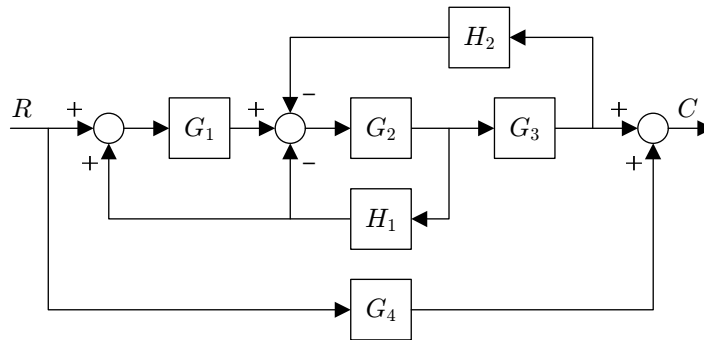 H₂
R
+
+
G₁
+
−
−
G₂
G₃
+
+
C
H₁
G₄